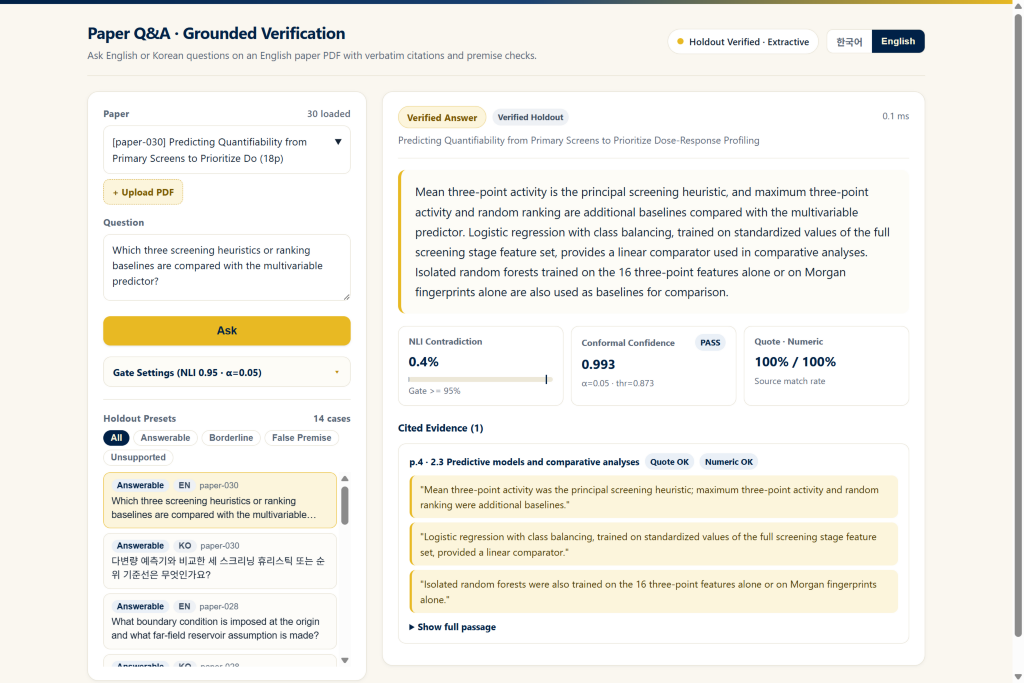 Paper Q&A · Grounded Verification
Ask English or Korean questions on an English paper PDF with verbatim citations and premise checks.
Holdout Verified · Extractive
한국어
English
Paper
30 loaded
[paper-030] Predicting Quantifiability from
Primary Screens to Prioritize Do (18p)
+ Upload PDF
Question
Which three screening heuristics or ranking
baselines are compared with the multivariable
predictor?
Ask
Gate Settings (NLI 0.95 · α=0.05)
Holdout Presets
14 cases
All
Answerable
Borderline
False Premise
Unsupported
Answerable EN paper-030
Which three screening heuristics or ranking
baselines are compared with the multivariable…
Answerable KO paper-030
다변량 예측기와 비교한 세 스크리닝 휴리스틱 또는 순
위 기준선은 무엇인가요?
Answerable EN paper-028
What boundary condition is imposed at the origin
and what far-field reservoir assumption is made?
Answerable KO paper-028
Verified Answer
Verified Holdout
0.1 ms
Predicting Quantifiability from Primary Screens to Prioritize Dose-Response Profiling
Mean three-point activity is the principal screening heuristic, and maximum three-point
activity and random ranking are additional baselines compared with the multivariable
predictor. Logistic regression with class balancing, trained on standardized values of the full
screening stage feature set, provides a linear comparator used in comparative analyses.
Isolated random forests trained on the 16 three-point features alone or on Morgan
fingerprints alone are also used as baselines for comparison.
NLI Contradiction
0.4%
Gate >= 95%
Conformal Confidence
PASS
0.993
α=0.05 · thr=0.873
Quote · Numeric
100% / 100%
Source match rate
Cited Evidence (1)
p.4 · 2.3 Predictive models and comparative analyses
Quote OK
Numeric OK
"Mean three-point activity was the principal screening heuristic; maximum three-point activity and random
ranking were additional baselines."
"Logistic regression with class balancing, trained on standardized values of the full screening stage feature
set, provided a linear comparator."
"Isolated random forests were also trained on the 16 three-point features alone or on Morgan fingerprints
alone."
Show full passage